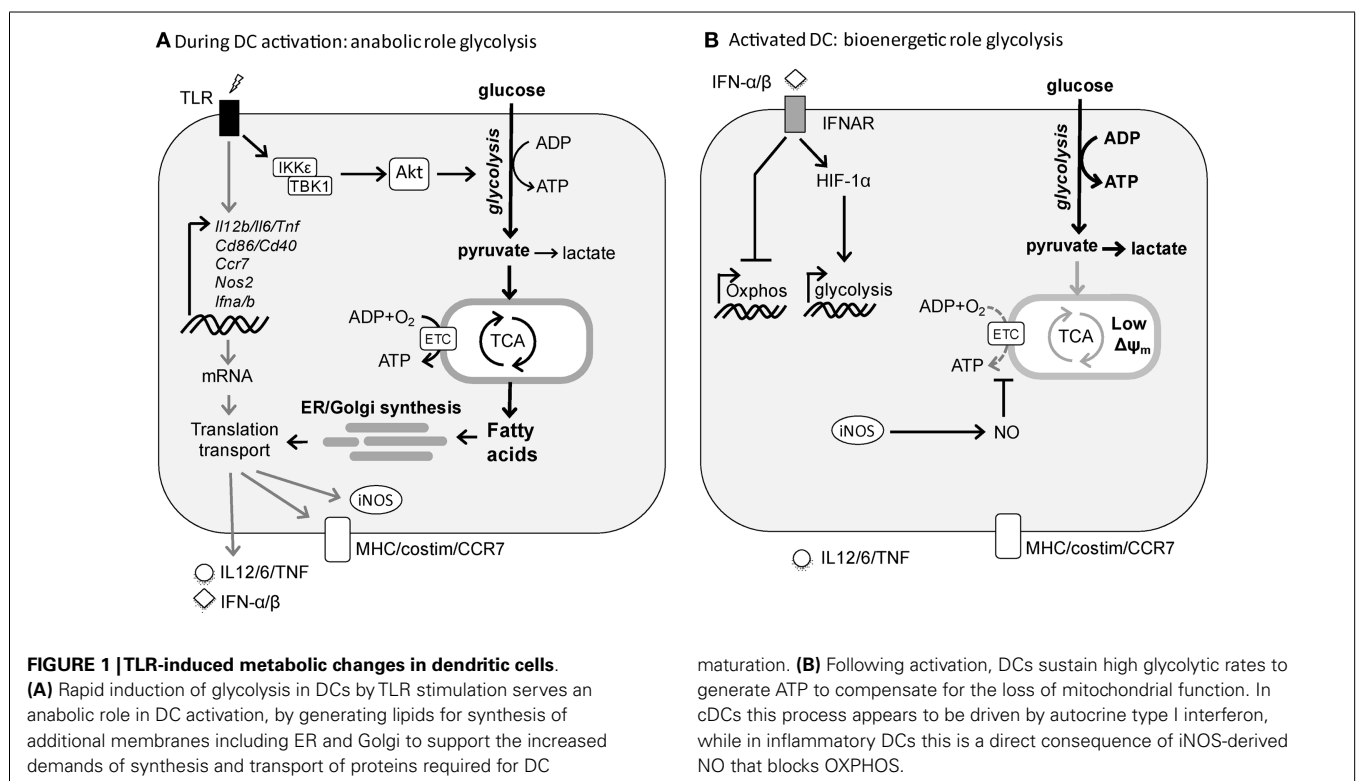 A During DC activation: anabolic role glycolysis
TLR
glucose
IKKε
TBK1
Akt
glycolysis
ADP
ATP
Il12b/Il6/Tnf
Cd86/Cd40
Ccr7
Nos2
Ifna/b
pyruvate
lactate
ADP+O₂
ETC
ATP
TCA
mRNA
ER/Golgi synthesis
Translation
transport
Fatty
acids
iNOS
MHC/costim/CCR7
IL12/6/TNF
IFN-α/β
B Activated DC: bioenergetic role glycolysis
IFN-α/β
IFNAR
glucose
glycolysis
ADP
ATP
HIF-1α
pyruvate
lactate
Oxphos
glycolysis
ADP+O₂
ETC
ATP
TCA
Low
Δψₘ
iNOS
NO
MHC/costim/CCR7
IL12/6/TNF
FIGURE 1 | TLR-induced metabolic changes in dendritic cells.
(A) Rapid induction of glycolysis in DCs by TLR stimulation serves an
anabolic role in DC activation, by generating lipids for synthesis of
additional membranes including ER and Golgi to support the increased
demands of synthesis and transport of proteins required for DC
maturation. (B) Following activation, DCs sustain high glycolytic rates to
generate ATP to compensate for the loss of mitochondrial function. In
cDCs this process appears to be driven by autocrine type I interferon,
while in inflammatory DCs this is a direct consequence of iNOS-derived
NO that blocks OXPHOS.